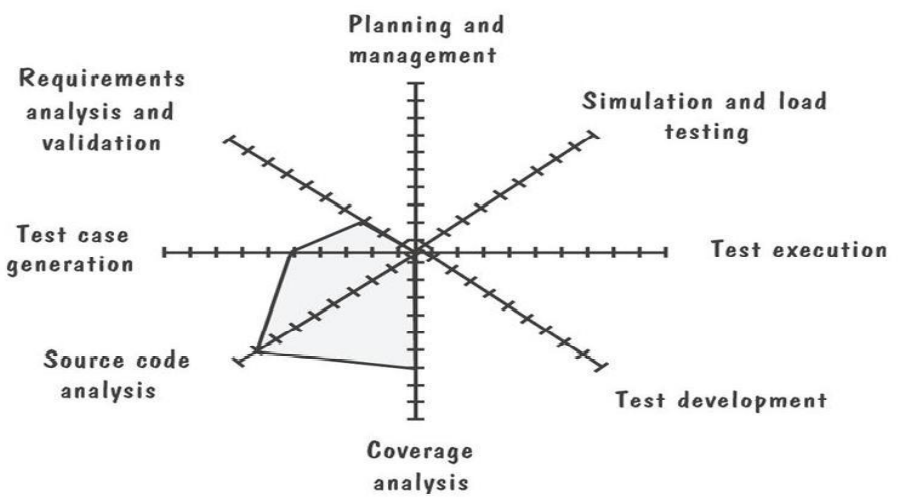 Planning and
management
Requirements
analysis and
validation
Simulation and load
testing
Test case
generation
Test execution
Source code
analysis
Test development
Coverage
analysis